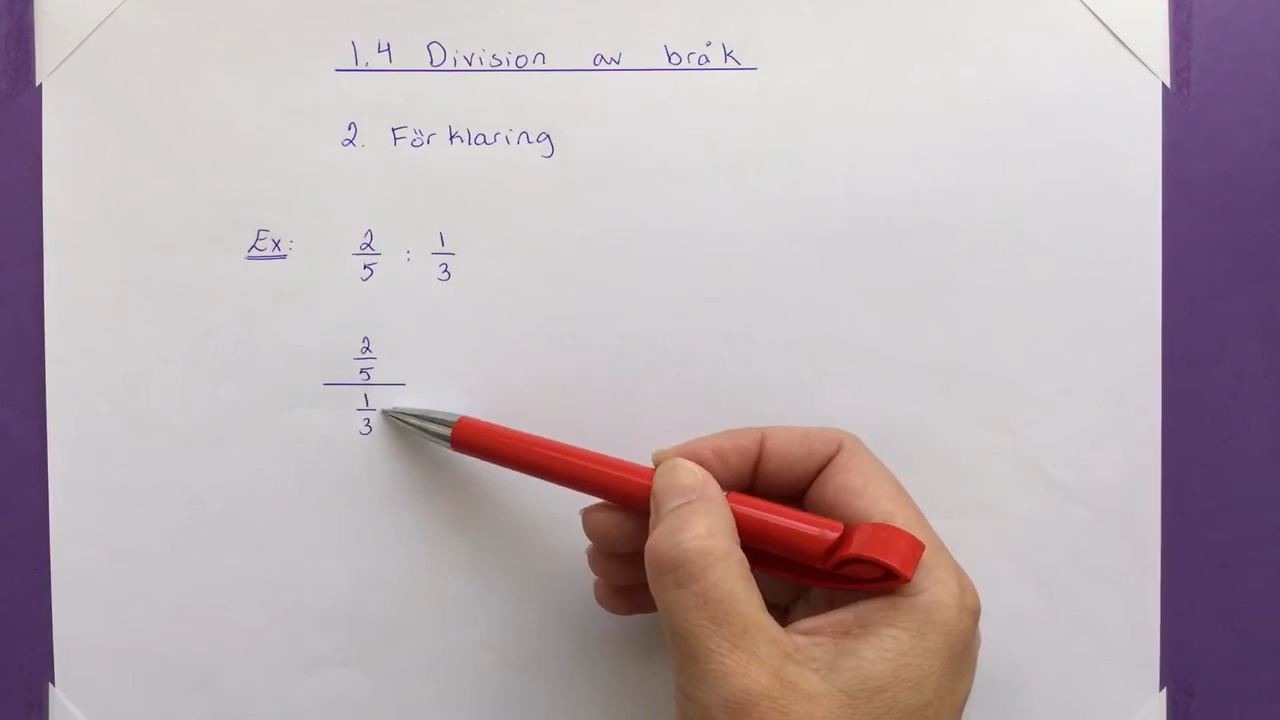 1.4 Division av bråk
2. Förklaring
Ex: 2/5 : 1/3
2/5
1/3